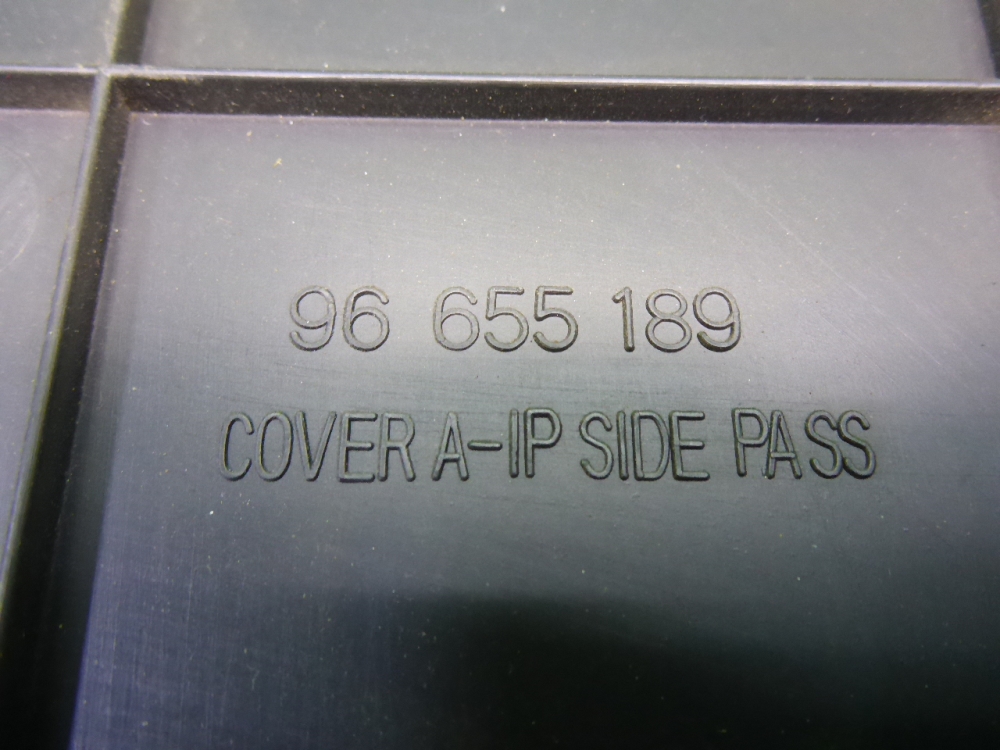 96 655 189
COVER A-IP SIDE PASS